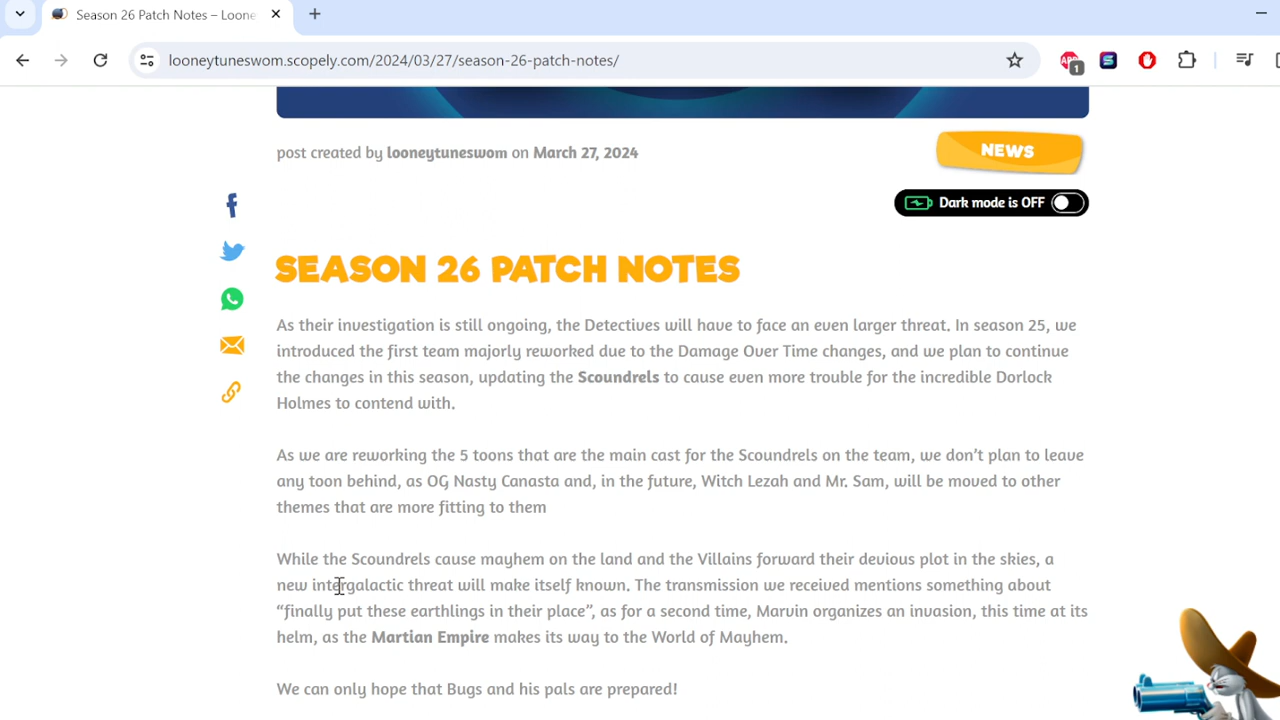 Season 26 Patch Notes – Looney
looneytuneswom.scopely.com/2024/03/27/season-26-patch-notes/
1
post created by looneytuneswom on March 27, 2024
NEWS
Dark mode is OFF
SEASON 26 PATCH NOTES
As their investigation is still ongoing, the Detectives will have to face an even larger threat. In season 25, we
introduced the first team majorly reworked due to the Damage Over Time changes, and we plan to continue
the changes in this season, updating the Scoundrels to cause even more trouble for the incredible Dorlock
Holmes to contend with.
As we are reworking the 5 toons that are the main cast for the Scoundrels on the team, we don’t plan to leave
any toon behind, as OG Nasty Canasta and, in the future, Witch Lezah and Mr. Sam, will be moved to other
themes that are more fitting to them
While the Scoundrels cause mayhem on the land and the Villains forward their devious plot in the skies, a
new intergalactic threat will make itself known. The transmission we received mentions something about
“finally put these earthlings in their place”, as for a second time, Marvin organizes an invasion, this time at its
helm, as the Martian Empire makes its way to the World of Mayhem.
We can only hope that Bugs and his pals are prepared!